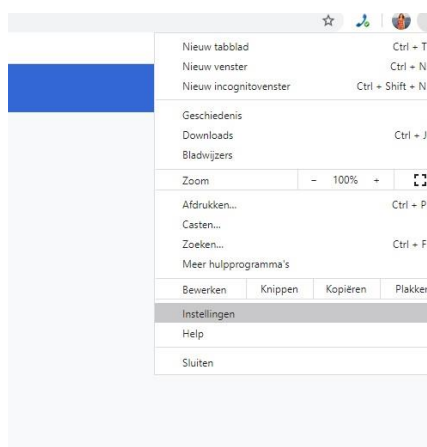 Nieuw tabblad Ctrl + T
Nieuw venster Ctrl + N
Nieuw incognitovenster Ctrl + Shift + N
Geschiedenis
Downloads Ctrl + J
Bladwijzers
Zoom - 100% +
Afdrukken... Ctrl + P
Casten...
Zoeken... Ctrl + F
Meer hulpprogramma's
Bewerken Knippen Kopiëren Plakken
Instellingen
Help
Sluiten